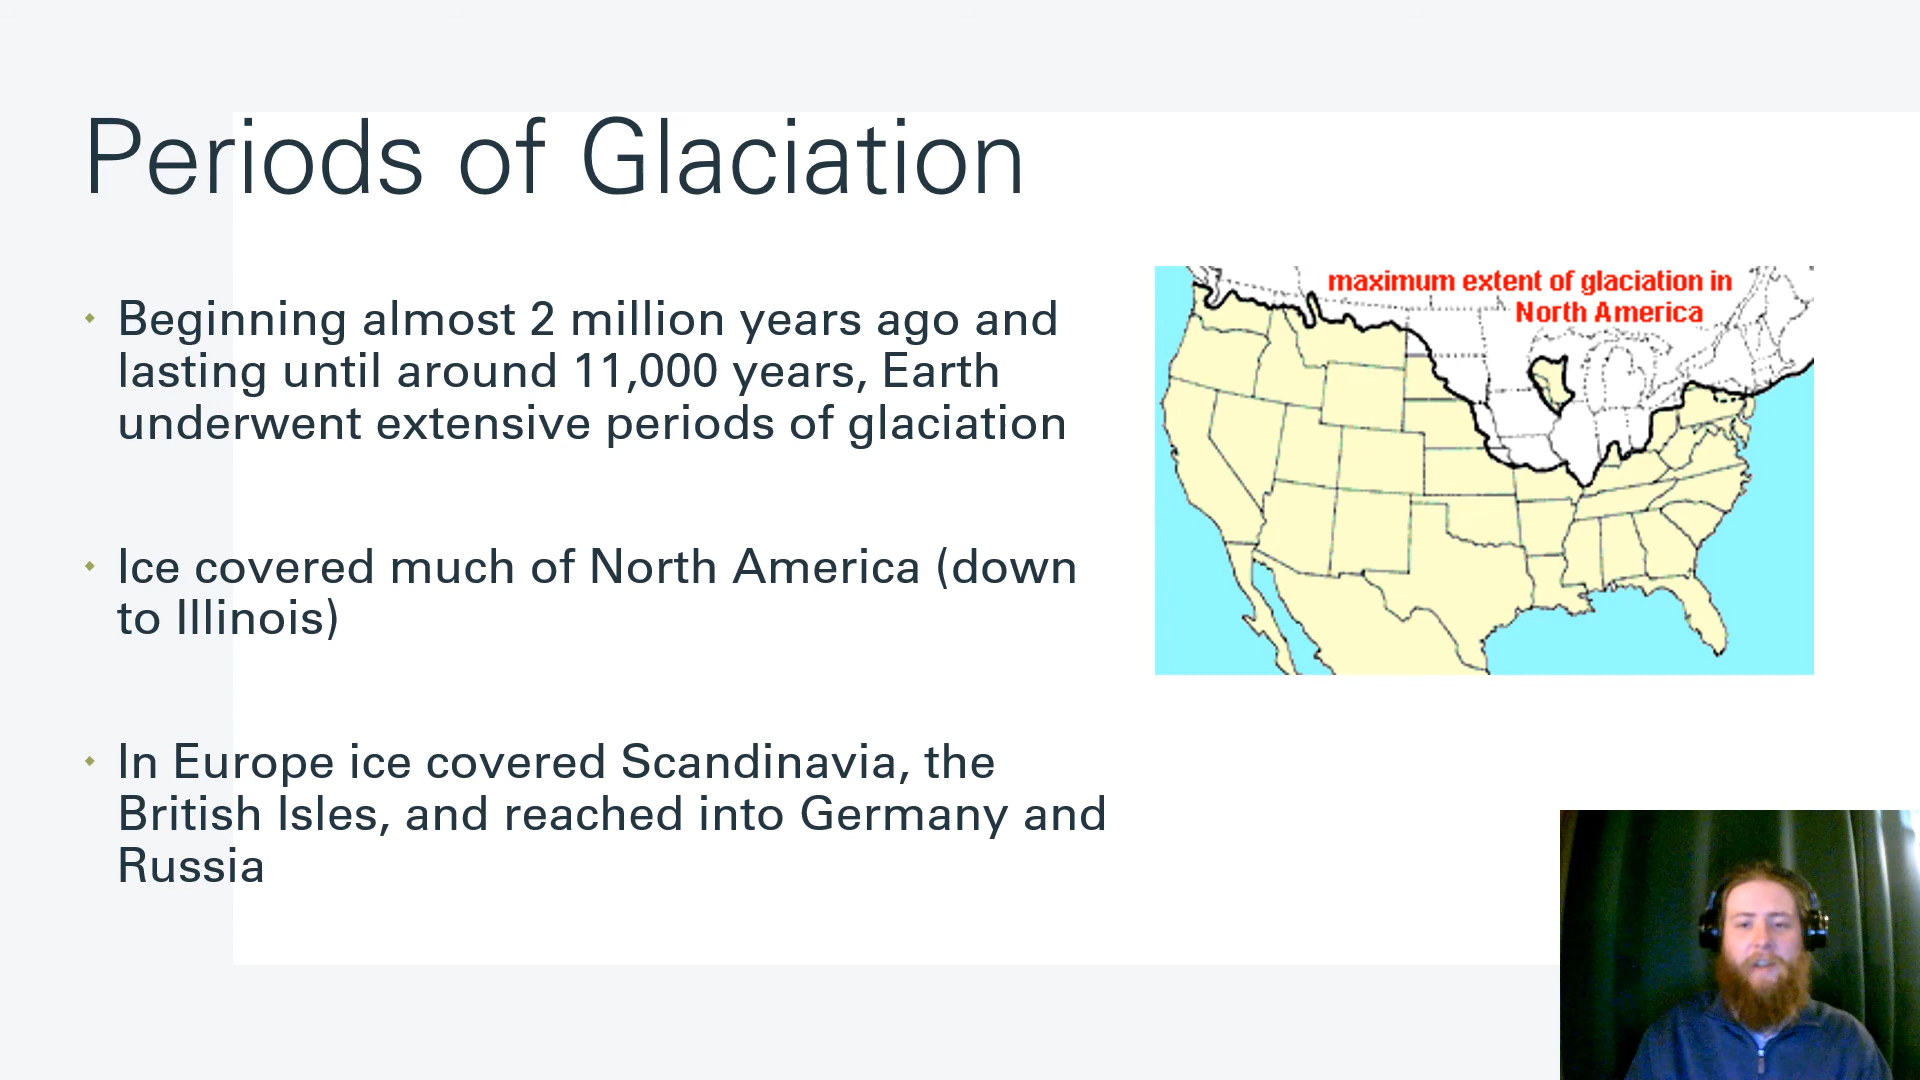 Periods of Glaciation
Beginning almost 2 million years ago and
lasting until around 11,000 years, Earth
underwent extensive periods of glaciation
Ice covered much of North America (down
to Illinois)
In Europe ice covered Scandinavia, the
British Isles, and reached into Germany and
Russia
maximum extent of glaciation in
North America